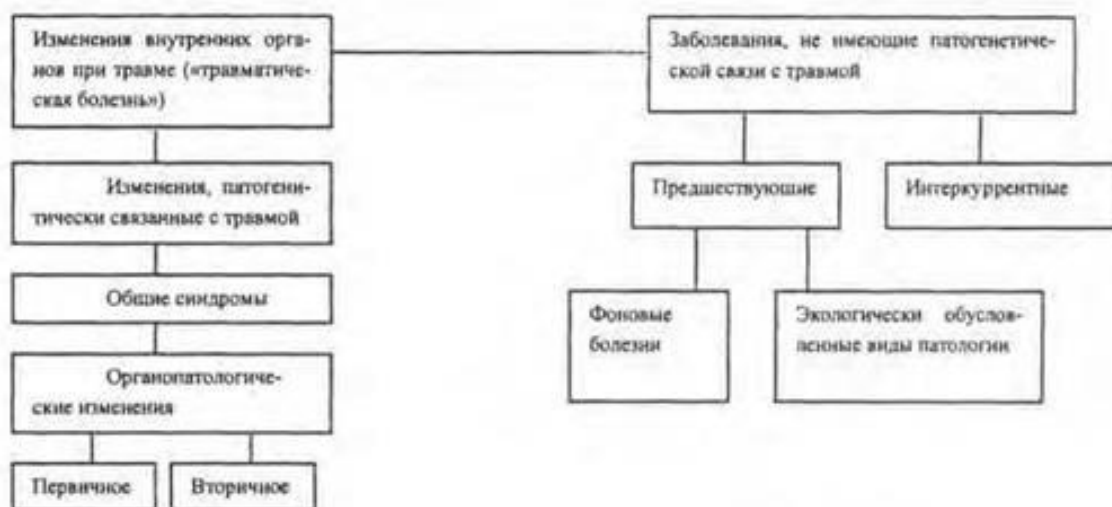 Изменения внутренних орга-
нов при травме («травматиче-
ская болезнь»)
Заболевания, не имеющие патогенетиче-
ской связи с травмой
Изменения, патогени-
тически связанные с травмой
Предшествующие
Интеркуррентные
Общие синдромы
Фоновые
болезни
Экологически обуслов-
ленные виды патологии
Органопатологиче-
ские изменения
Первичное
Вторичное